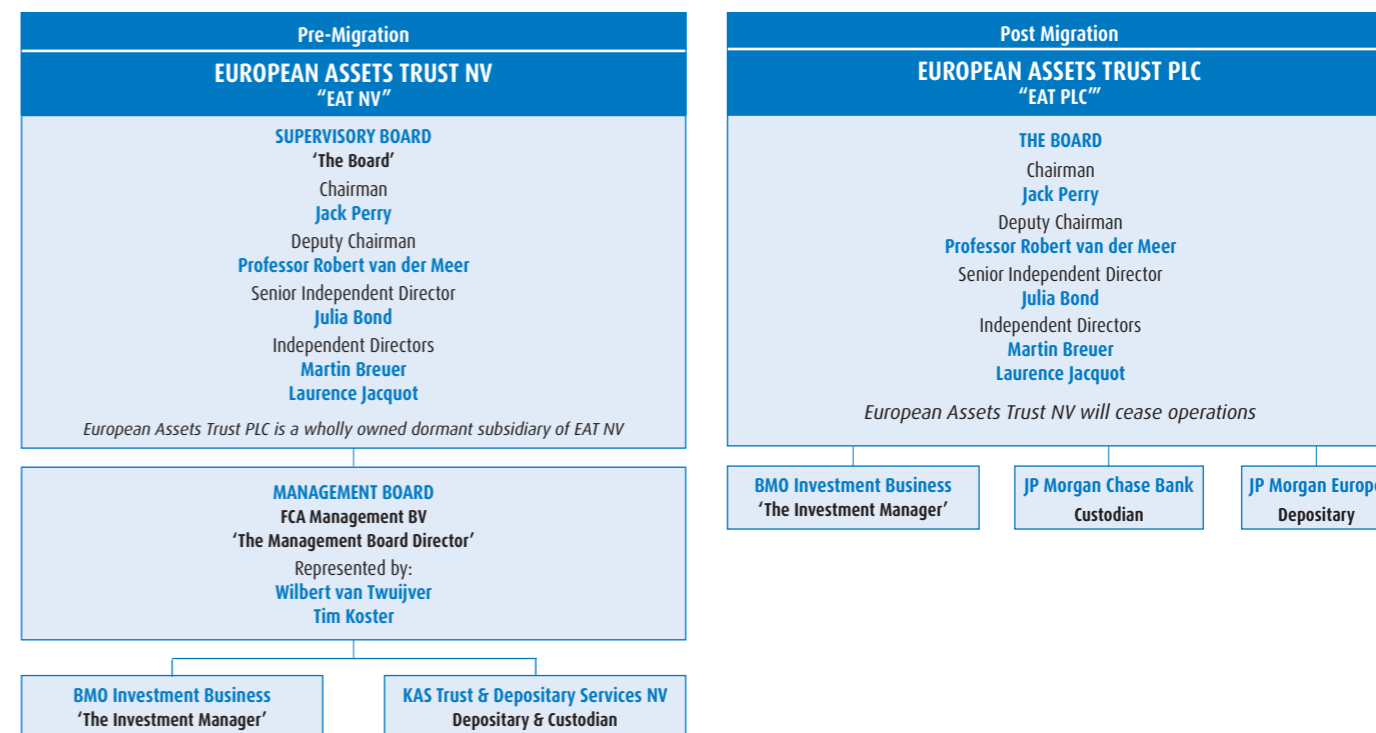 Pre-Migration
EUROPEAN ASSETS TRUST NV
“EAT NV”
SUPERVISORY BOARD
‘The Board’
Chairman
Jack Perry
Deputy Chairman
Professor Robert van der Meer
Senior Independent Director
Julia Bond
Independent Directors
Martin Breuer
Laurence Jacquot
European Assets Trust PLC is a wholly owned dormant subsidiary of EAT NV
MANAGEMENT BOARD
FCA Management BV
‘The Management Board Director’
Represented by:
Wilbert van Twuijver
Tim Koster
BMO Investment Business
‘The Investment Manager’
KAS Trust & Depositary Services NV
Depositary & Custodian
Post Migration
EUROPEAN ASSETS TRUST PLC
“EAT PLC”’
THE BOARD
Chairman
Jack Perry
Deputy Chairman
Professor Robert van der Meer
Senior Independent Director
Julia Bond
Independent Directors
Martin Breuer
Laurence Jacquot
European Assets Trust NV will cease operations
BMO Investment Business
‘The Investment Manager’
JP Morgan Chase Bank
Custodian
JP Morgan Europe
Depositary